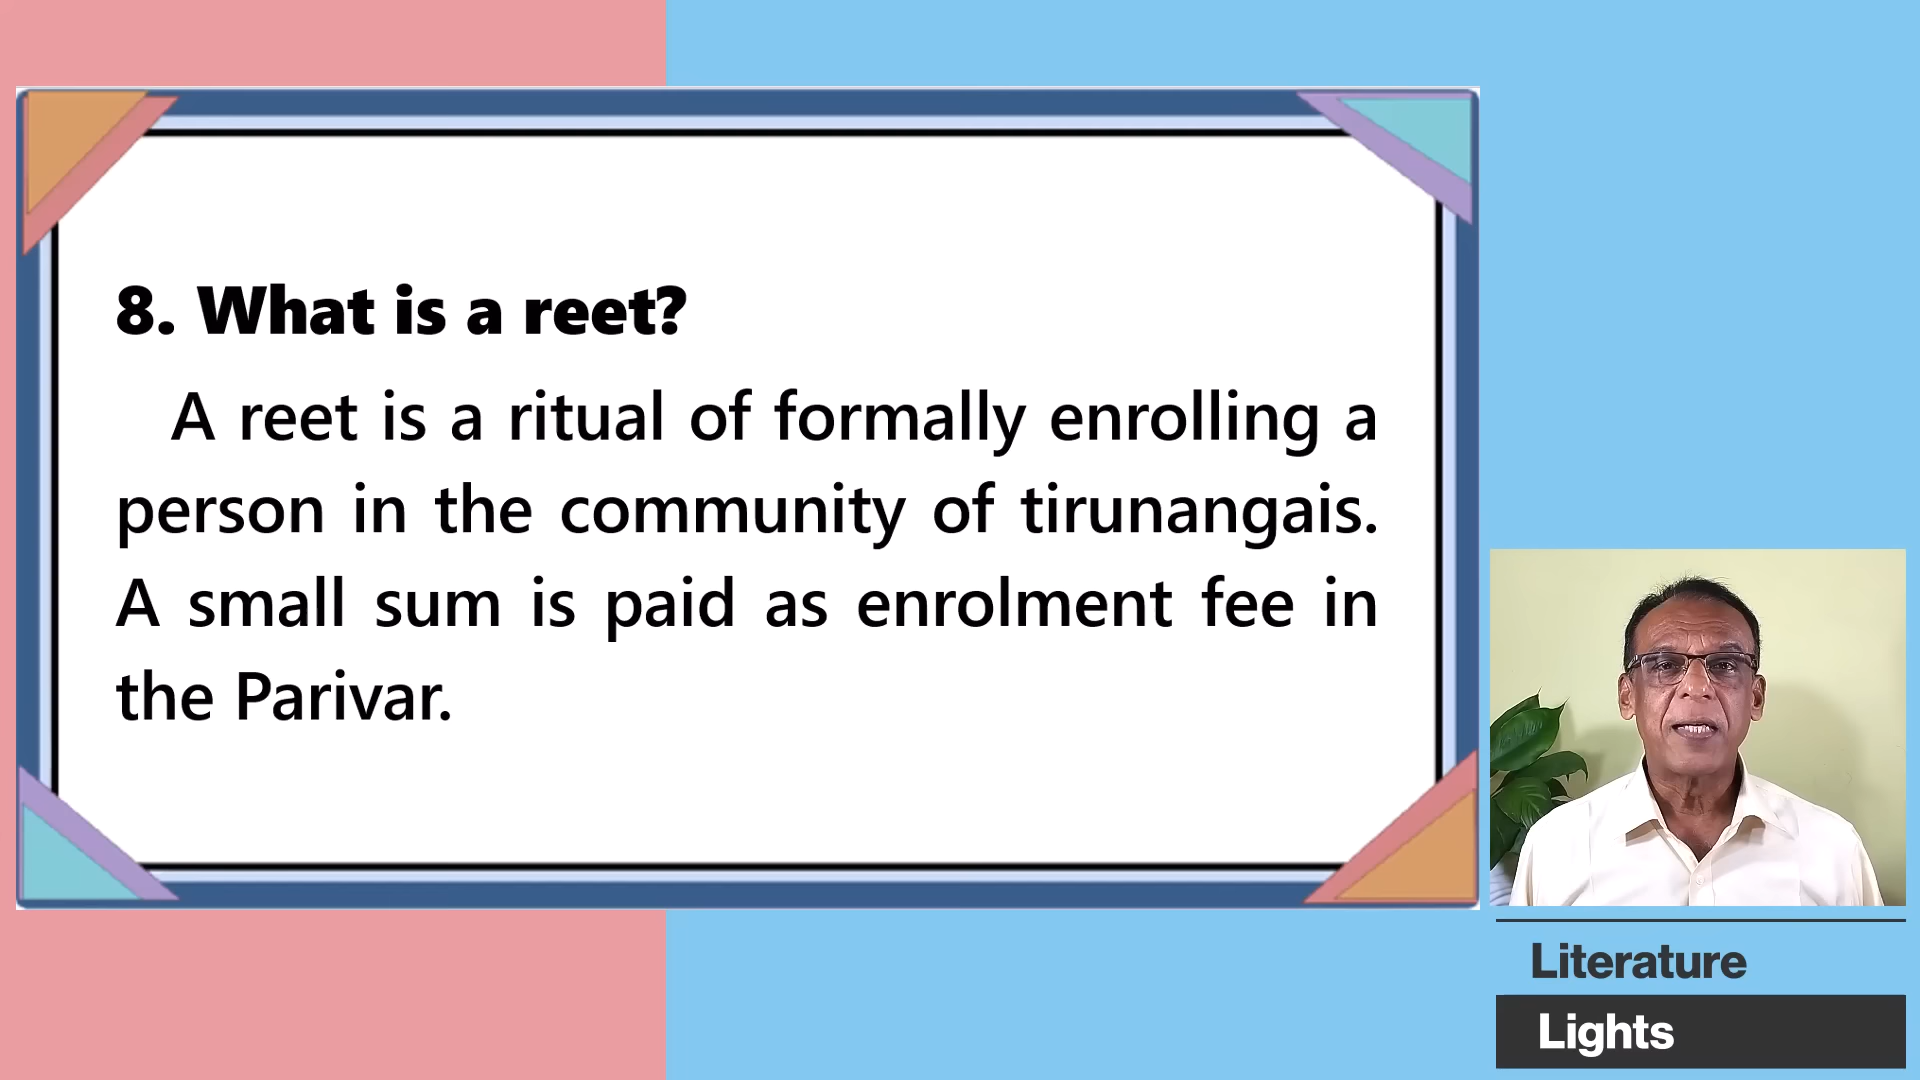 8. What is a reet?
A reet is a ritual of formally enrolling a
person in the community of tirunangais.
A small sum is paid as enrolment fee in
the Parivar.
Literature
Lights